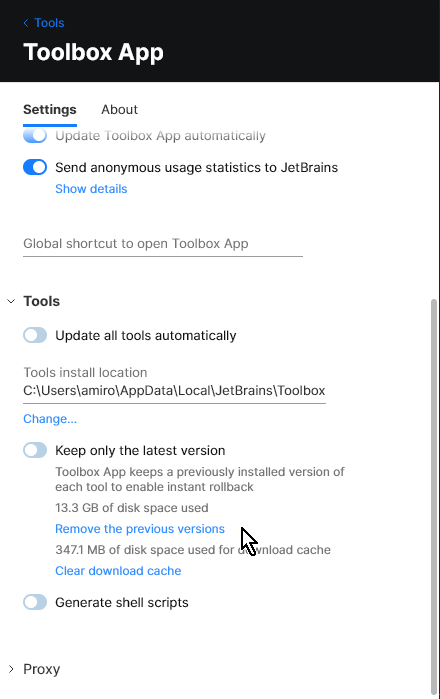 Tools
Toolbox App
Settings About
Update Toolbox App automatically
Send anonymous usage statistics to JetBrains
Show details
Global shortcut to open Toolbox App
Tools
Update all tools automatically
Tools install location
C:\Users\amiro\AppData\Local\JetBrains\Toolbox
Change...
Keep only the latest version
Toolbox App keeps a previously installed version of
each tool to enable instant rollback
13.3 GB of disk space used
Remove the previous versions
347.1 MB of disk space used for download cache
Clear download cache
Generate shell scripts
Proxy